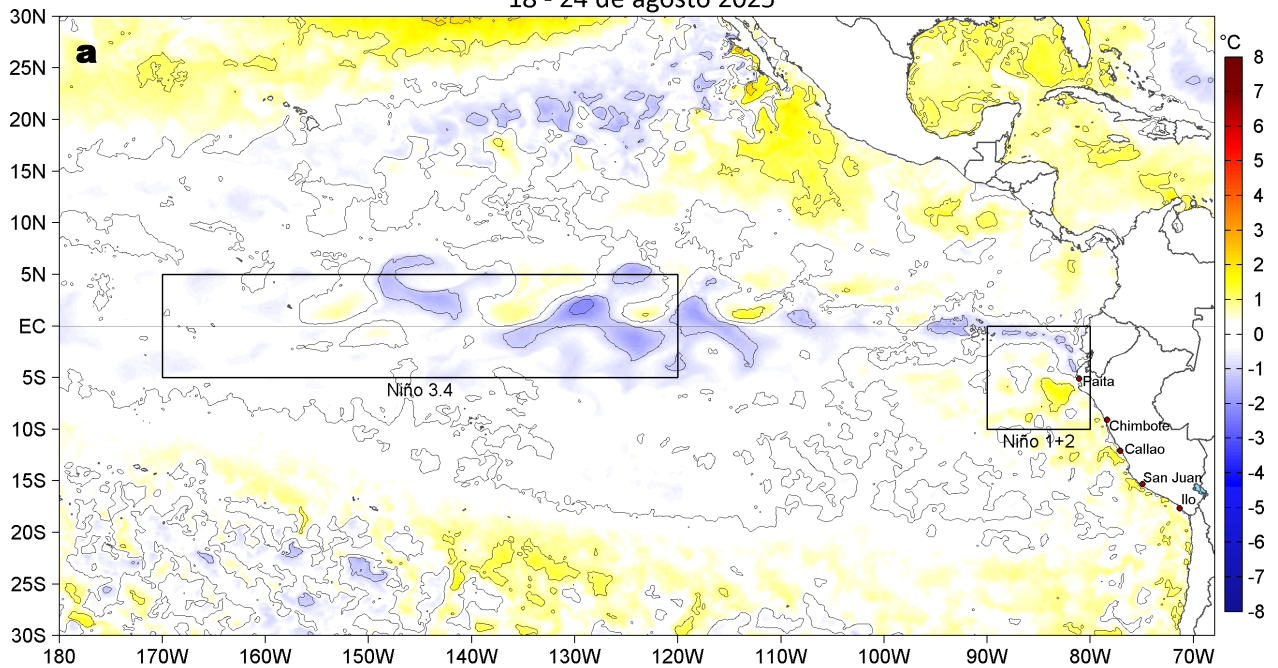 18 - 24 de agosto 2025
a
°C
30N
25N
20N
15N
10N
5N
EC
5S
10S
15S
20S
25S
30S
180
170W
160W
150W
140W
130W
120W
110W
100W
90W
80W
70W
Niño 3.4
Niño 1+2
Paita
Chimbote
Callao
San Juan
Ilo
8
7
6
5
4
3
2
1
0
-1
-2
-3
-4
-5
-6
-7
-8